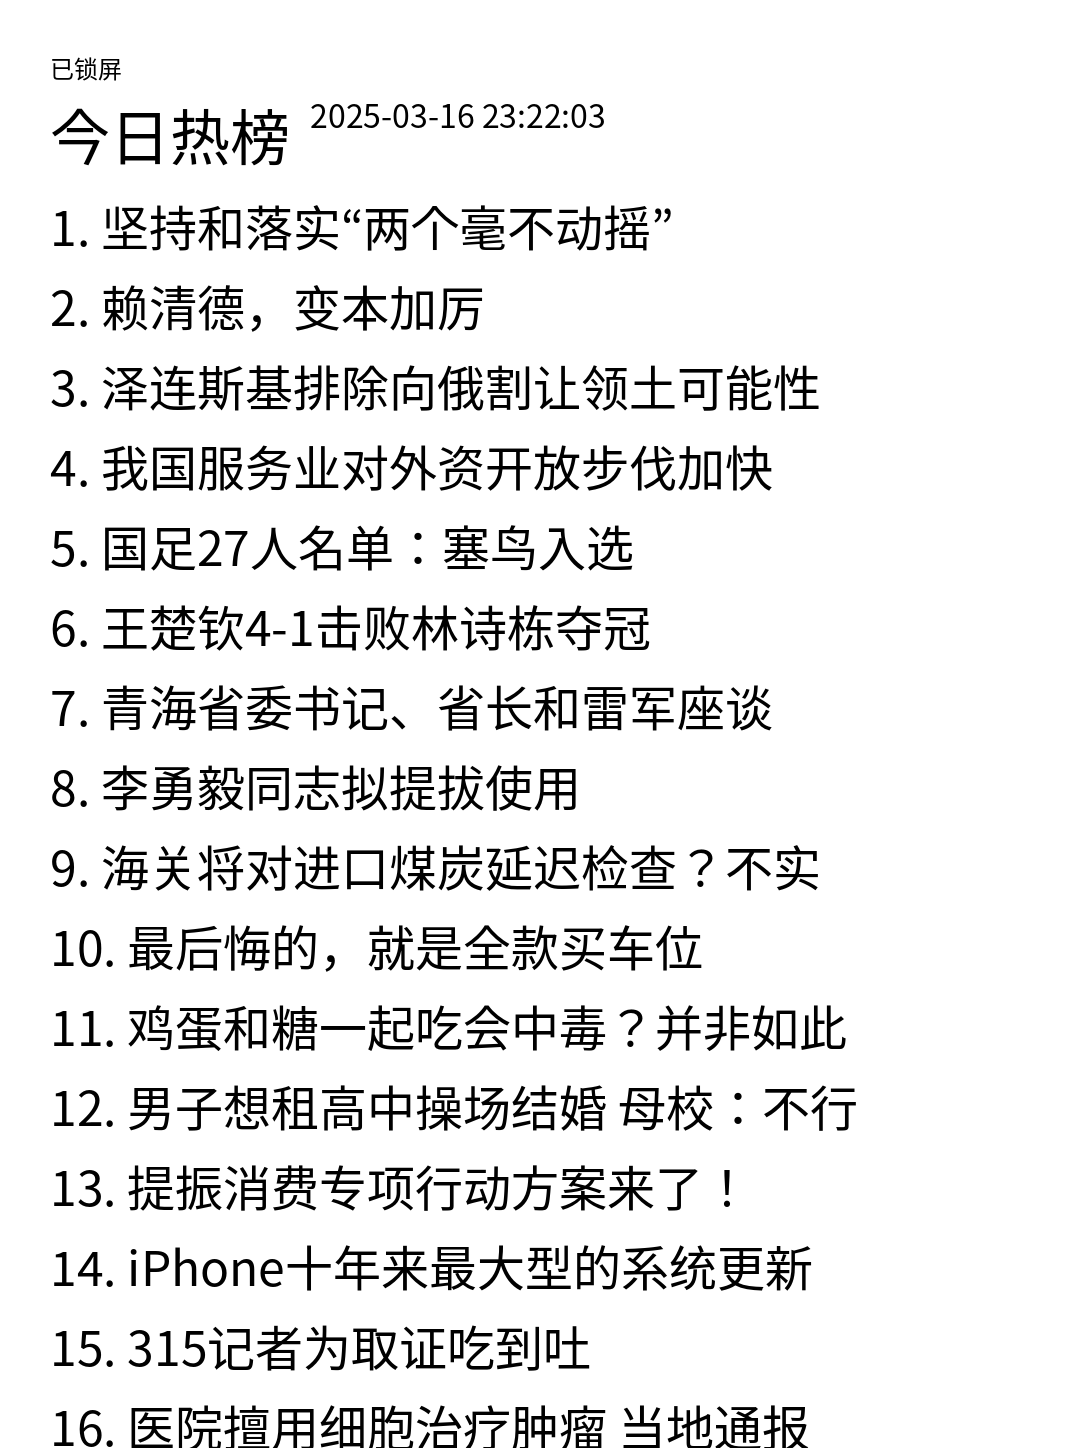 已锁屏
今日热榜 2025-03-16 23:22:03
1. 坚持和落实“两个毫不动摇”
2. 赖清德，变本加厉
3. 泽连斯基排除向俄割让领土可能性
4. 我国服务业对外资开放步伐加快
5. 国足27人名单：塞鸟入选
6. 王楚钦4-1击败林诗栋夺冠
7. 青海省委书记、省长和雷军座谈
8. 李勇毅同志拟提拔使用
9. 海关将对进口煤炭延迟检查？不实
10. 最后悔的，就是全款买车位
11. 鸡蛋和糖一起吃会中毒？并非如此
12. 男子想租高中操场结婚 母校：不行
13. 提振消费专项行动方案来了！
14. iPhone十年来最大型的系统更新
15. 315记者为取证吃到吐
16. 医院擅用细胞治疗肿瘤 当地通报